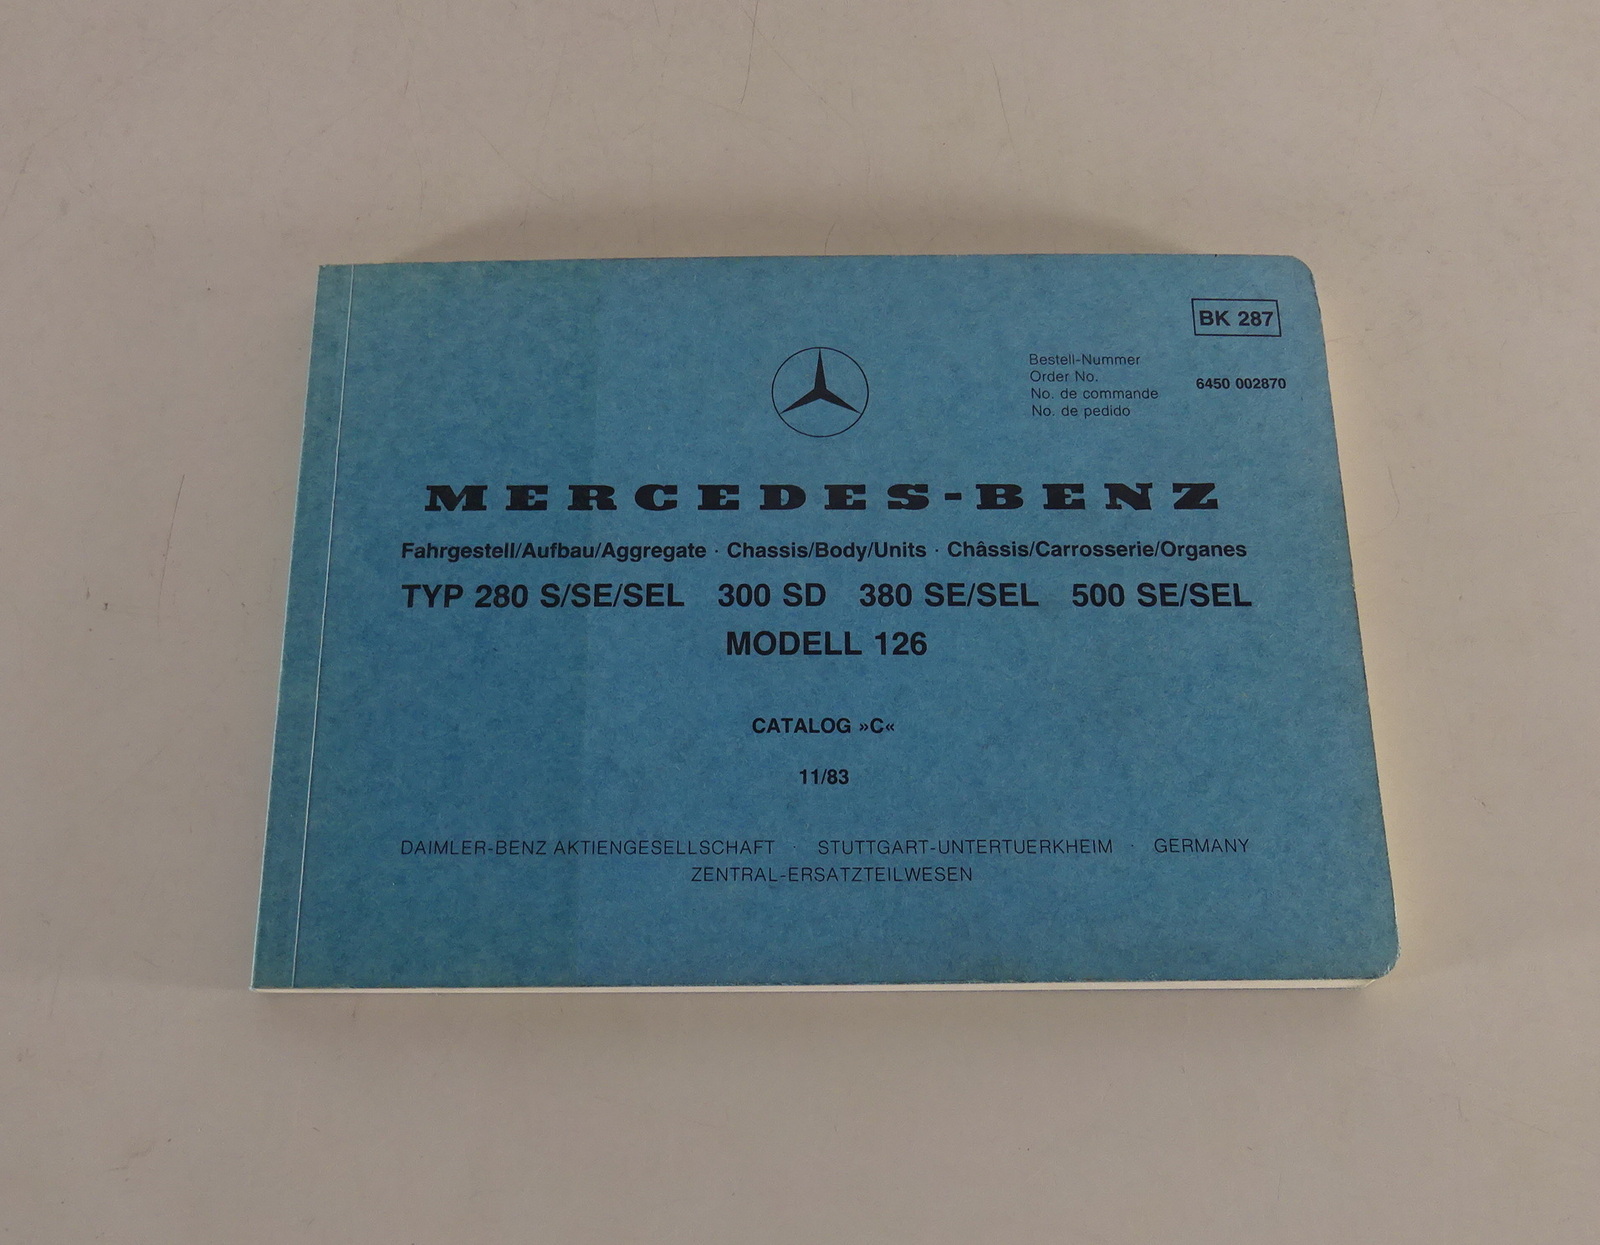 BK 287
Bestell-Nummer
Order No.
No. de commande
No. de pedido
6450 002870
MERCEDES-BENZ
Fahrgestell/Aufbau/Aggregate · Chassis/Body/Units · Châssis/Carrosserie/Organes
TYP 280 S/SE/SEL 300 SD 380 SE/SEL 500 SE/SEL
MODELL 126
CATALOG »C«
11/83
DAIMLER-BENZ AKTIENGESELLSCHAFT · STUTTGART-UNTERTUERKHEIM · GERMANY
ZENTRAL-ERSATZTEILWESEN